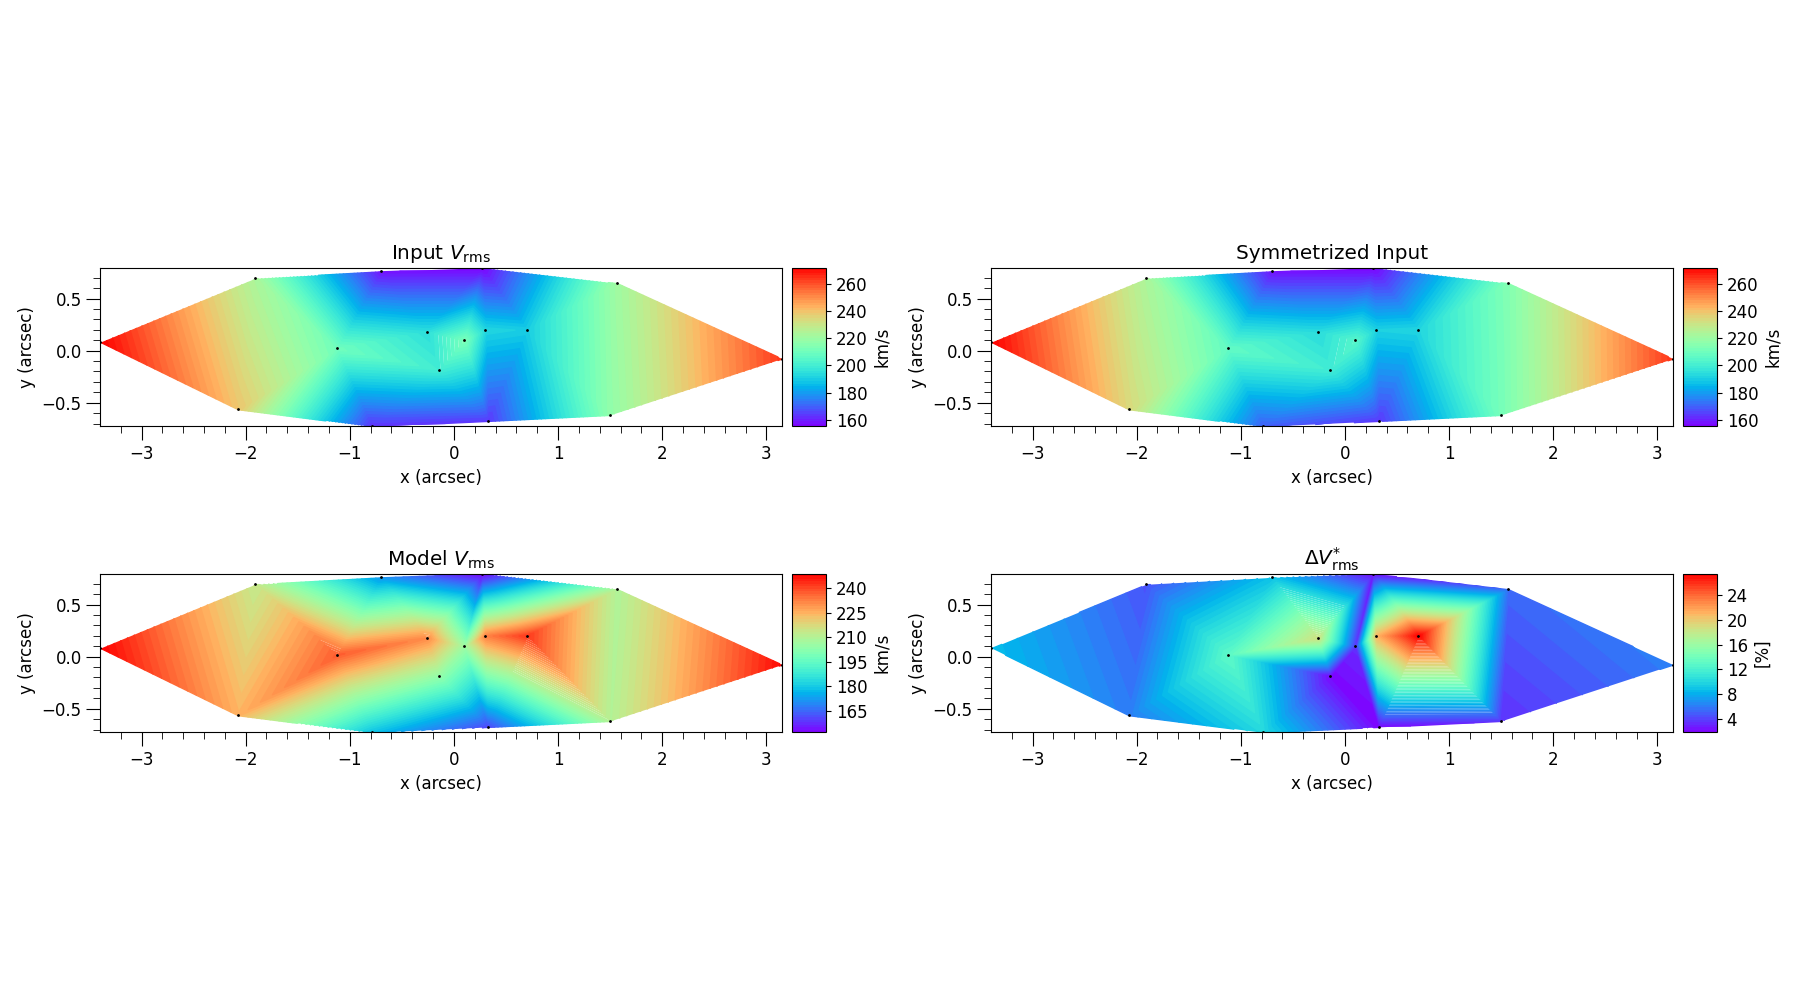 Input V_rms
Symmetrized Input
y (arcsec)
0.5
0.0
−0.5
−3 −2 −1 0 1 2 3
x (arcsec)
260
240
220
200
180
160
km/s
y (arcsec)
0.5
0.0
−0.5
−3 −2 −1 0 1 2 3
x (arcsec)
260
240
220
200
180
160
km/s
Model V_rms
ΔV*_rms
y (arcsec)
0.5
0.0
−0.5
−3 −2 −1 0 1 2 3
x (arcsec)
240
225
210
195
180
165
km/s
y (arcsec)
0.5
0.0
−0.5
−3 −2 −1 0 1 2 3
x (arcsec)
24
20
16
12
8
4
[%]